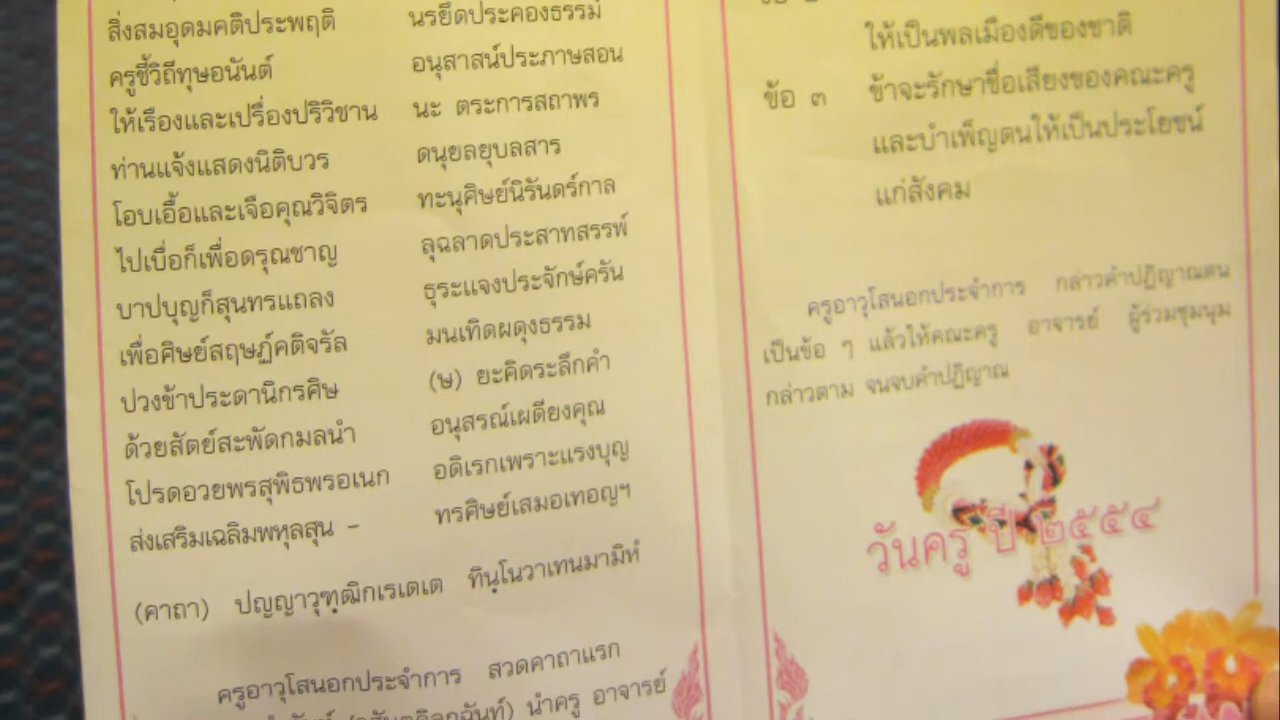 สิ่งสมอุดมคติประพฤติ นรยึดประคองธรรม์
ครูชี้วิถีทุษอนันต์ อนุสาสน์ประภาษสอน
ให้เรืองและเปรื่องปริวิชาน นะ ตระการสถาพร
ท่านแจ้งแสดงนิติบวร ดนุยลยุบลสาร
โอบเอื้อและเจือคุณวิจิตร ทะนุศิษย์นิรันดร์กาล
ไปเบื่อก็เพื่อดรุณชาญ ลุฉลาดประสาทสรรพ์
บาปบุญก็สุนทรแถลง ธุระแจงประจักษ์ครัน
เพื่อศิษย์สฤษฎ์คติจรัล มนเทิดผดุงธรรม
ปวงข้าประดานิกรศิษ (ษ) ยะคิดระลึกคำ
ด้วยสัตย์สะพัดกมลนำ อนุสรณ์เผดียงคุณ
โปรดอวยพรสุพิธพรอเนก อดิเรกเพราะแรงบุญ
ส่งเสริมเฉลิมพหุลสุน – ทรศิษย์เสมอเทอญฯ
(คาถา) ปญฺญาวุฑฺฒิกเรเตเต ทินฺโนวาเทนมามิหํ
ครูอาวุโสนอกประจำการ สวดคาถาแรก
นำครู อาจารย์
ให้เป็นพลเมืองดีของชาติ
ข้อ ๓ ข้าจะรักษาชื่อเสียงของคณะครู
และบำเพ็ญตนให้เป็นประโยชน์
แก่สังคม
ครูอาวุโสนอกประจำการ กล่าวคำปฏิญาณตน
เป็นข้อ ๆ แล้วให้คณะครู อาจารย์ ผู้ร่วมชุมนุม
กล่าวตาม จนจบคำปฏิญาณ
วันครู ปี ๒๕๕๔